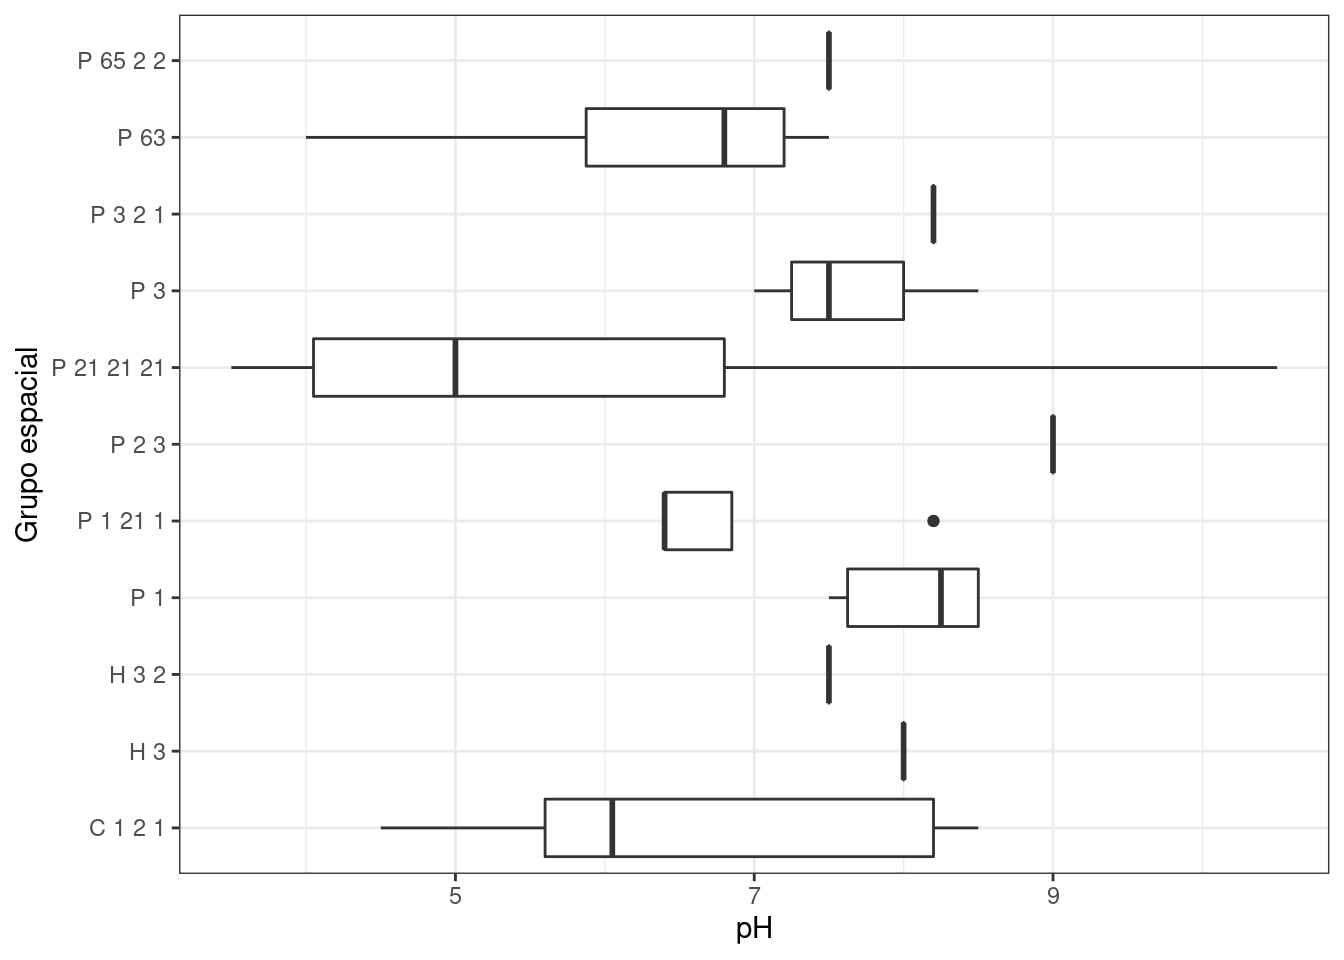 Grupo espacial
P 65 2 2
P 63
P 3 2 1
P 3
P 21 21 21
P 2 3
P 1 21 1
P 1
H 3 2
H 3
C 1 2 1
5 7 9
pH